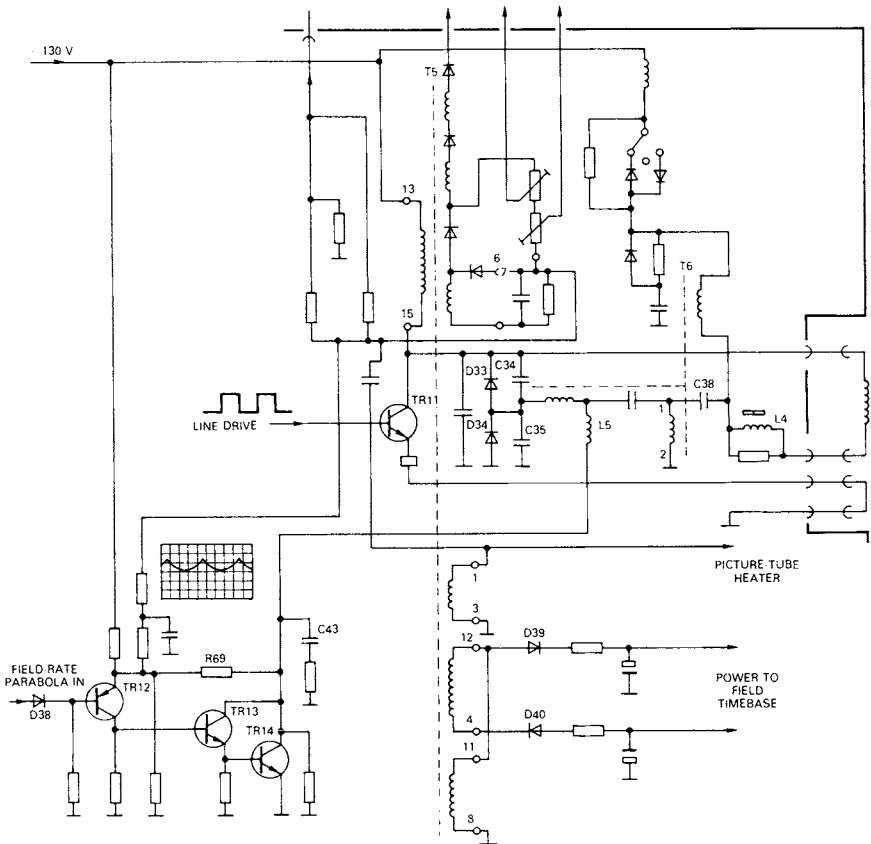 130 V
T5
13
6
7
T6
15
D33
C34
C38
TR11
1
L4
LINE DRIVE
D34
C35
L5
2
PICTURE-TUBE
HEATER
1
3
C43
12
D39
R69
FIELD-RATE
PARABOLA IN
TR12
D38
TR13
POWER TO
FIELD
TIMEBASE
4
D40
TR14
11
8